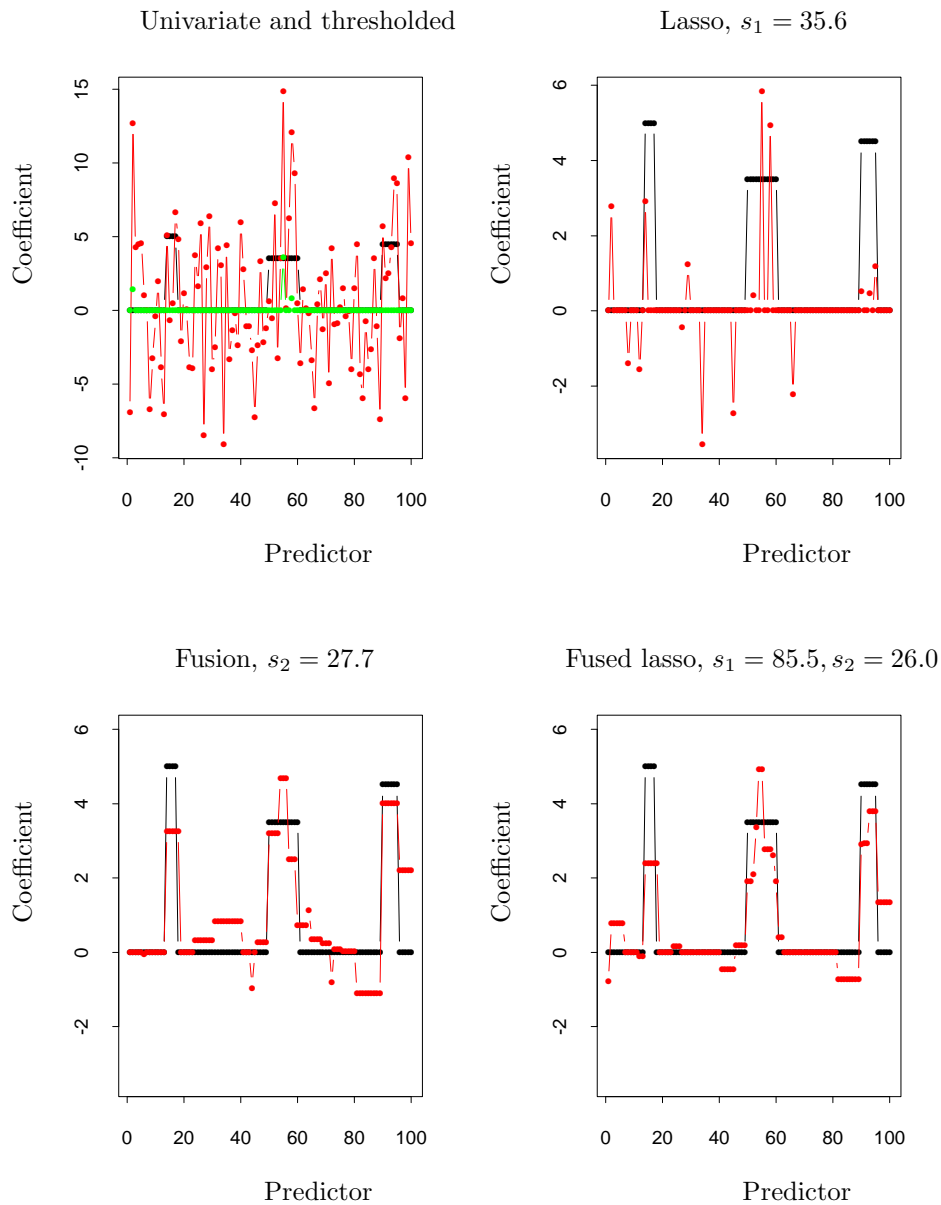 Univariate and thresholded
Coefficient
15
10
5
0
-5
-10
0 20 40 60 80 100
Predictor
Lasso, s₁ = 35.6
Coefficient
6
4
2
0
-2
0 20 40 60 80 100
Predictor
Fusion, s₂ = 27.7
Coefficient
6
4
2
0
-2
0 20 40 60 80 100
Predictor
Fused lasso, s₁ = 85.5, s₂ = 26.0
Coefficient
6
4
2
0
-2
0 20 40 60 80 100
Predictor